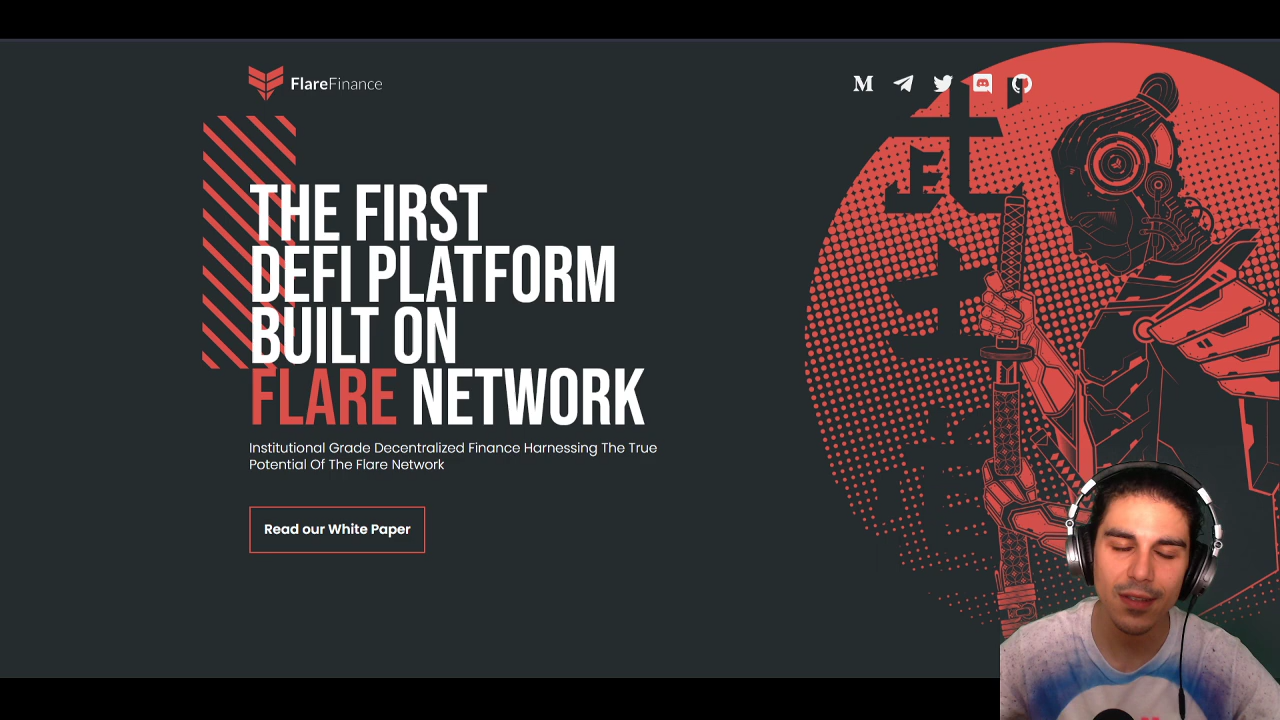 FlareFinance
THE FIRST
DEFI PLATFORM
BUILT ON
FLARE NETWORK
Institutional Grade Decentralized Finance Harnessing The True
Potential Of The Flare Network
Read our White Paper